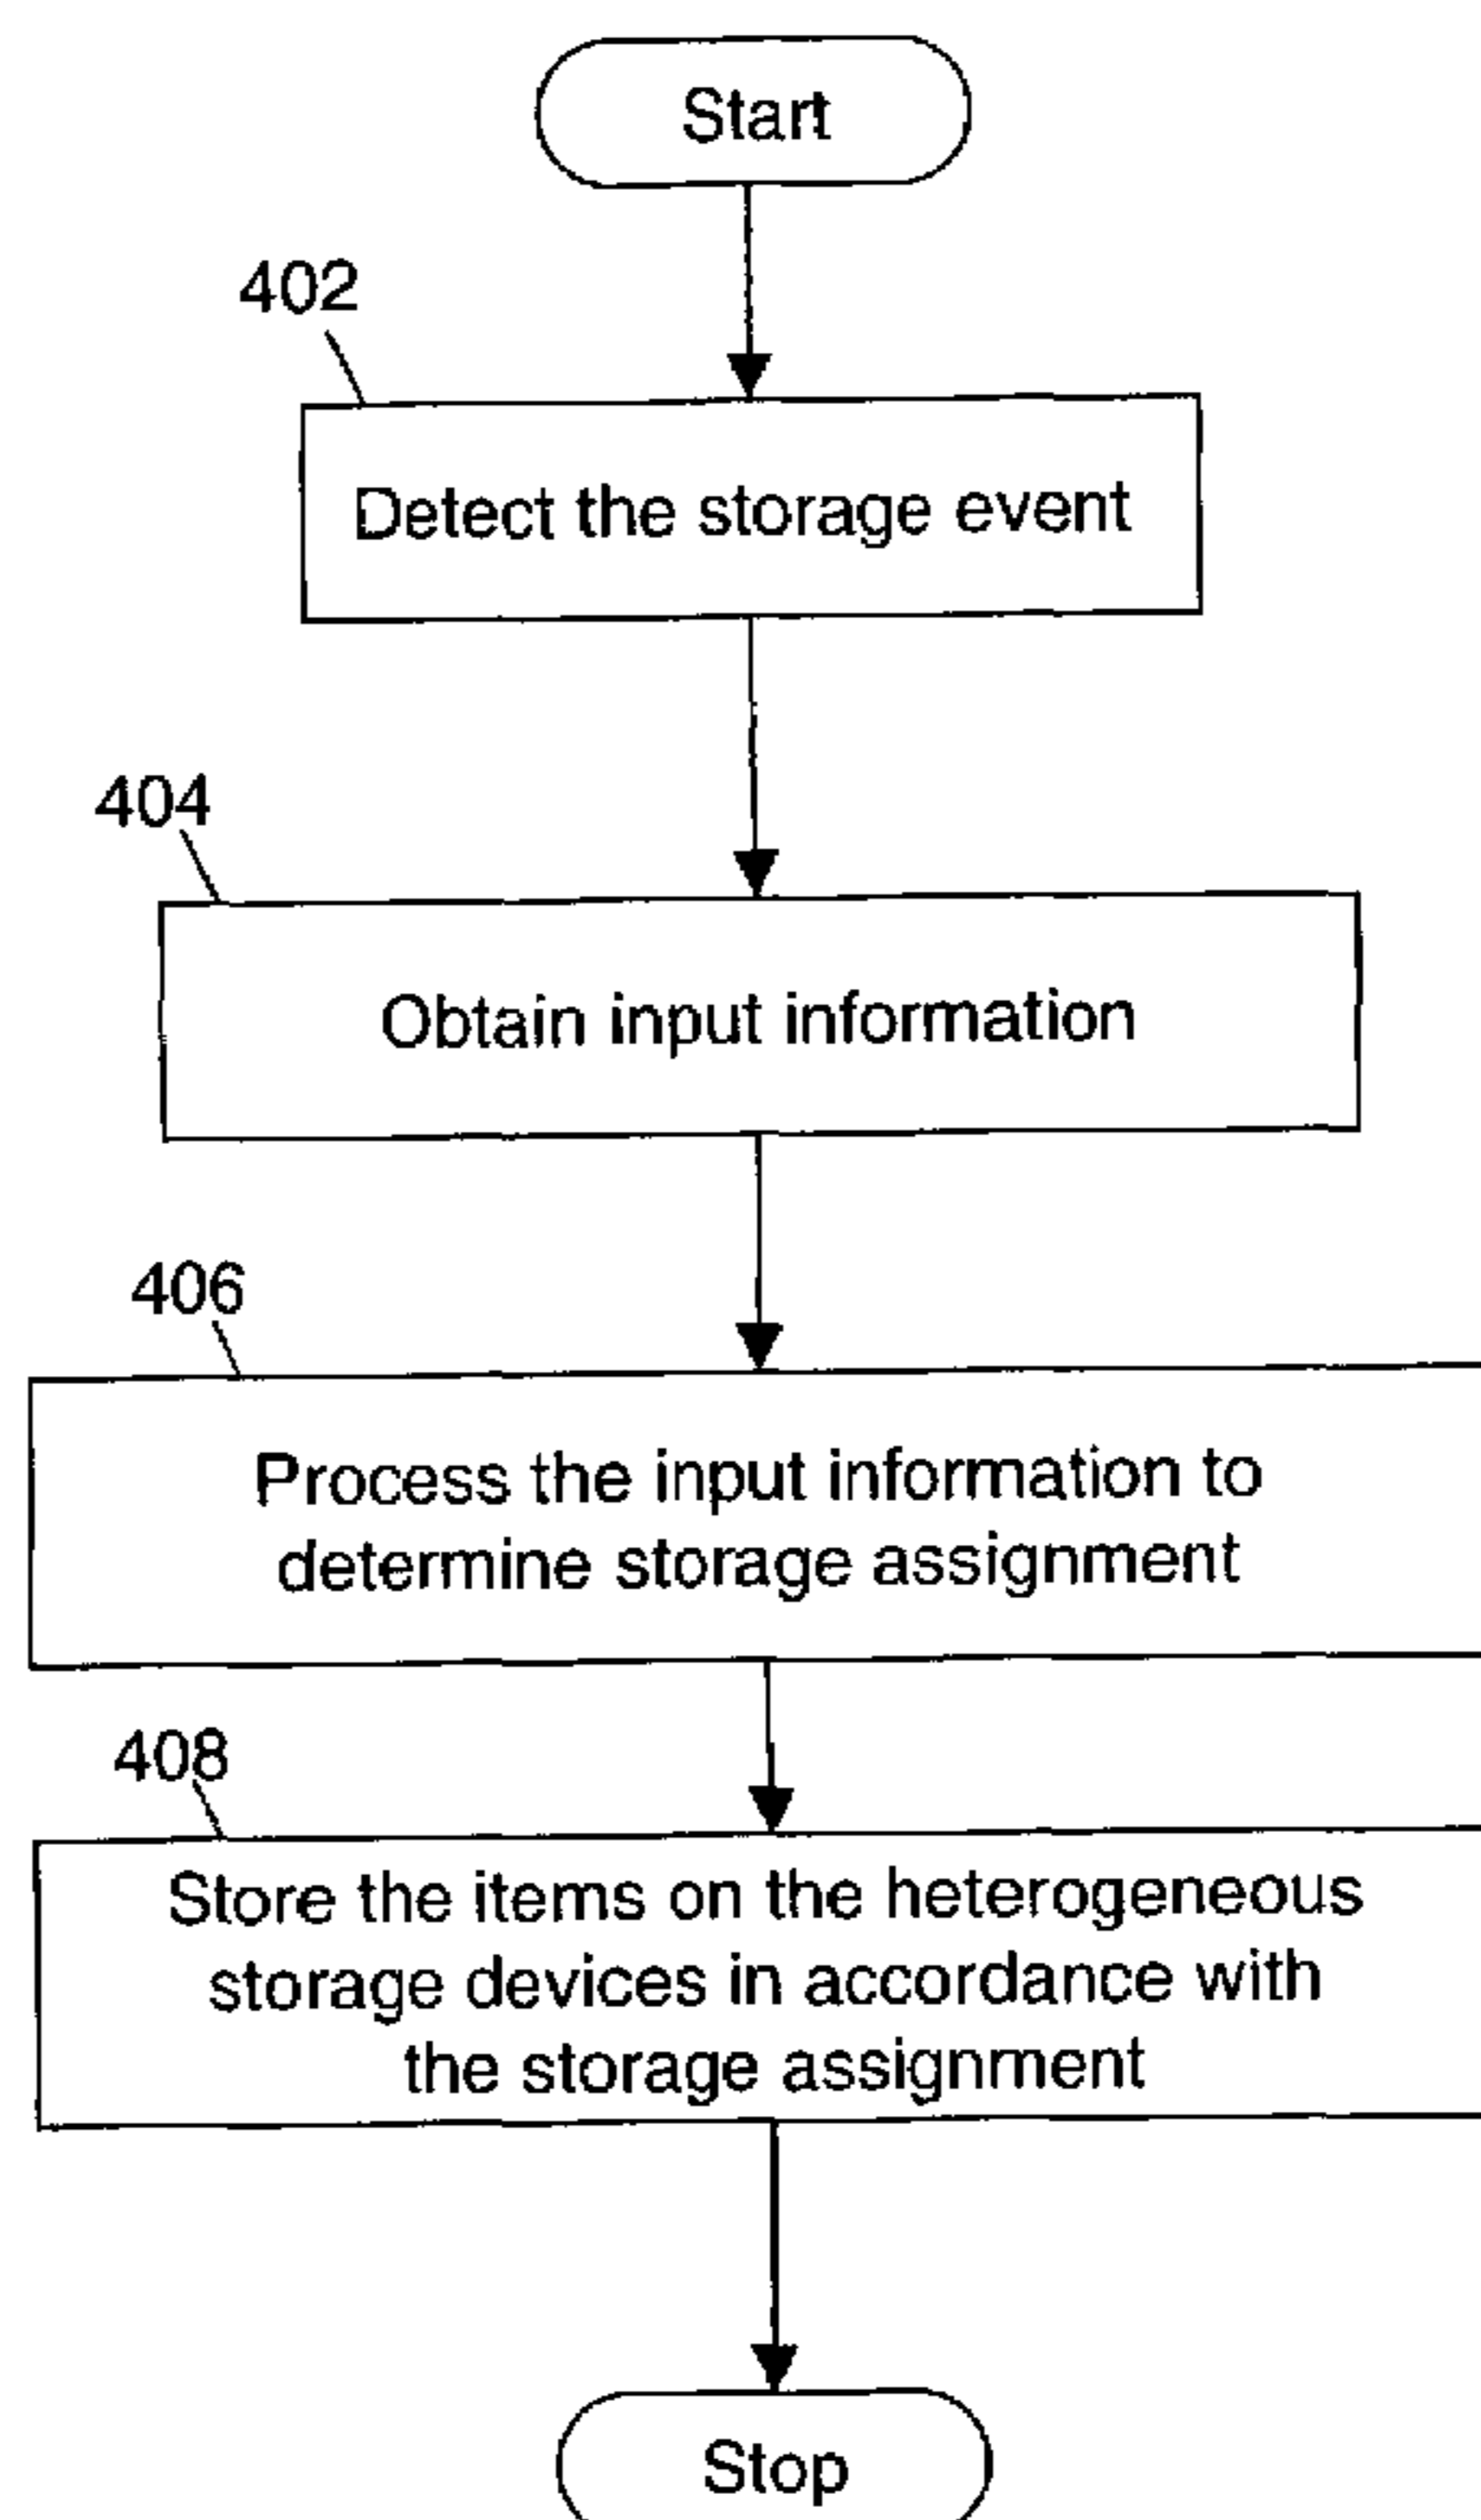 Start
402
Detect the storage event
404
Obtain input information
406
Process the input information to
determine storage assignment
408
Store the items on the heterogeneous
storage devices in accordance with
the storage assignment
Stop